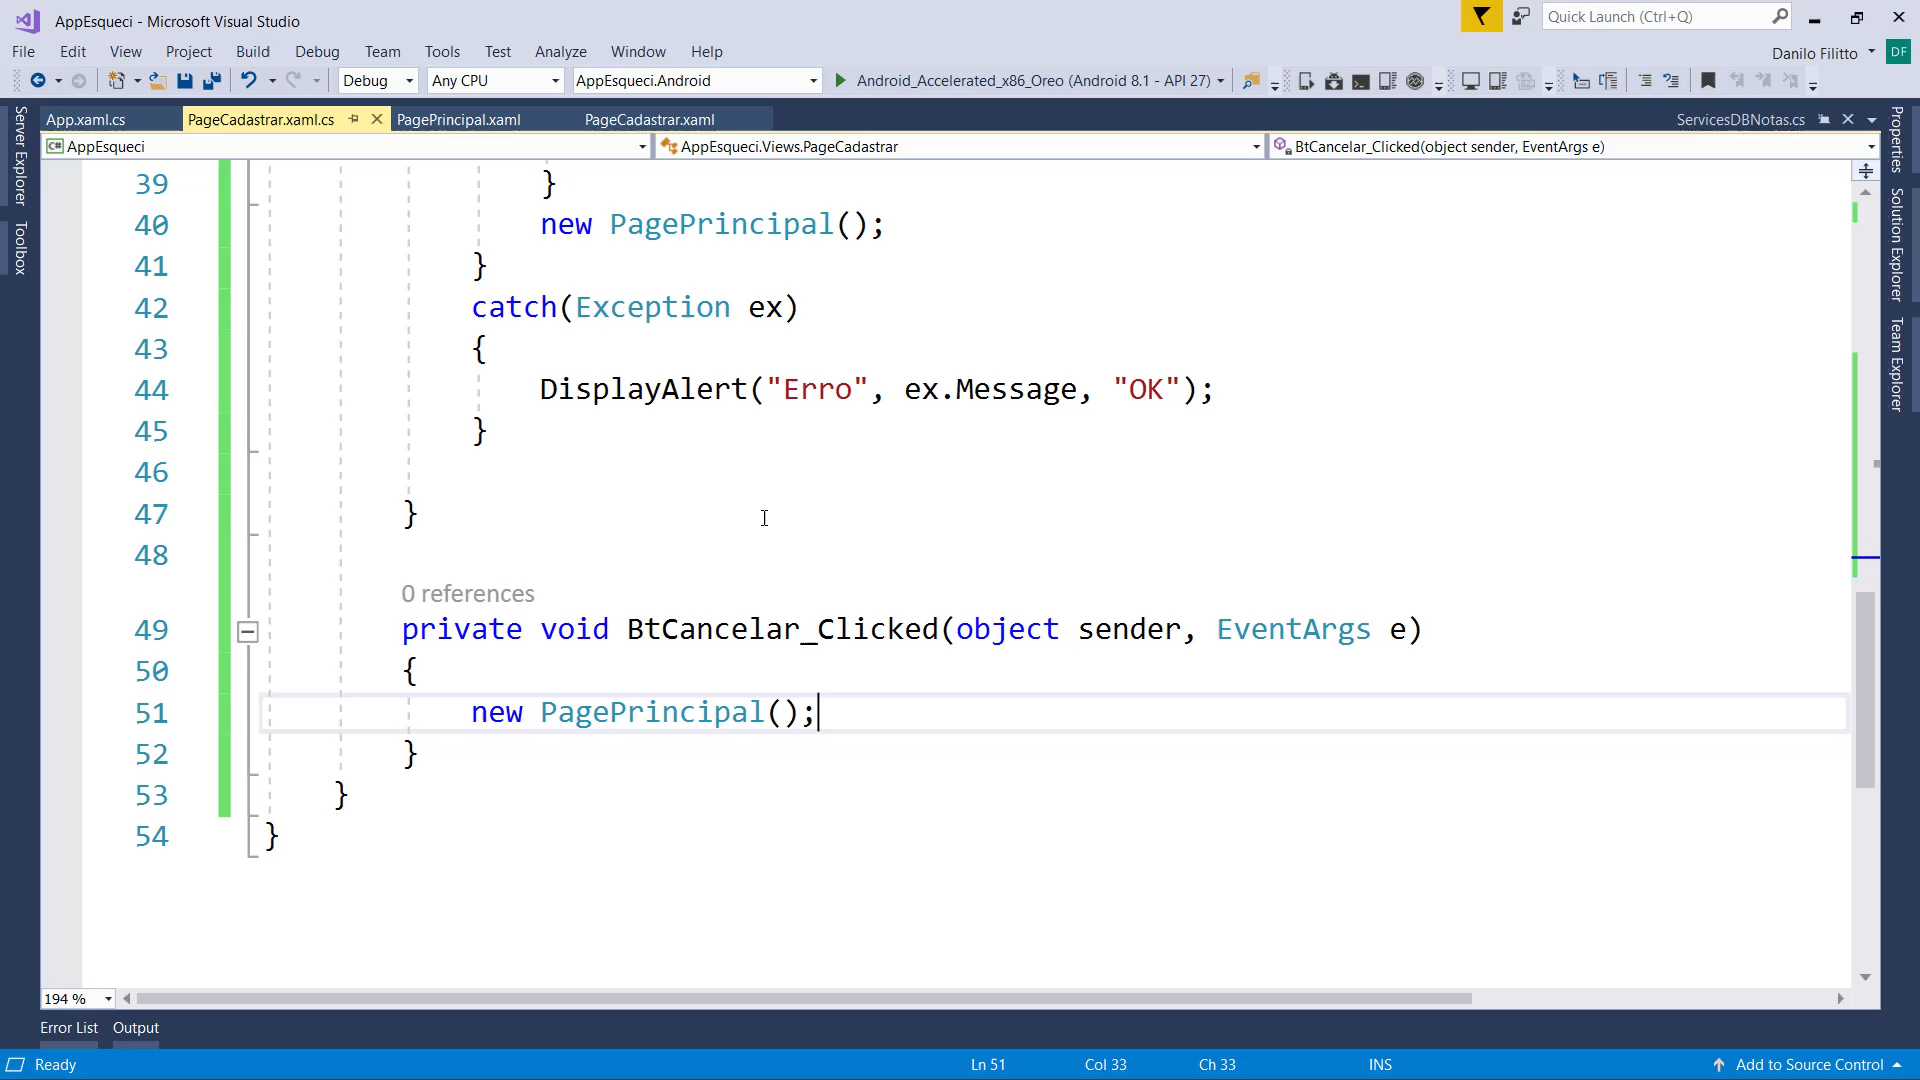 AppEsqueci - Microsoft Visual Studio
Quick Launch (Ctrl+Q)
File Edit View Project Build Debug Team Tools Test Analyze Window Help
Danilo Filitto DF
Debug Any CPU AppEsqueci.Android Android_Accelerated_x86_Oreo (Android 8.1 - API 27)
App.xaml.cs PageCadastrar.xaml.cs PagePrincipal.xaml PageCadastrar.xaml ServicesDBNotas.cs
C# AppEsqueci AppEsqueci.Views.PageCadastrar BtCancelar_Clicked(object sender, EventArgs e)
Server Explorer
Toolbox
Properties
Solution Explorer
Team Explorer
39 }
40 new PagePrincipal();
41 }
42 catch(Exception ex)
43 {
44 DisplayAlert("Erro", ex.Message, "OK");
45 }
46
47 }
48
0 references
49 private void BtCancelar_Clicked(object sender, EventArgs e)
50 {
51 new PagePrincipal();
52 }
53 }
54 }
194 %
Error List Output
Ready Ln 51 Col 33 Ch 33 INS Add to Source Control